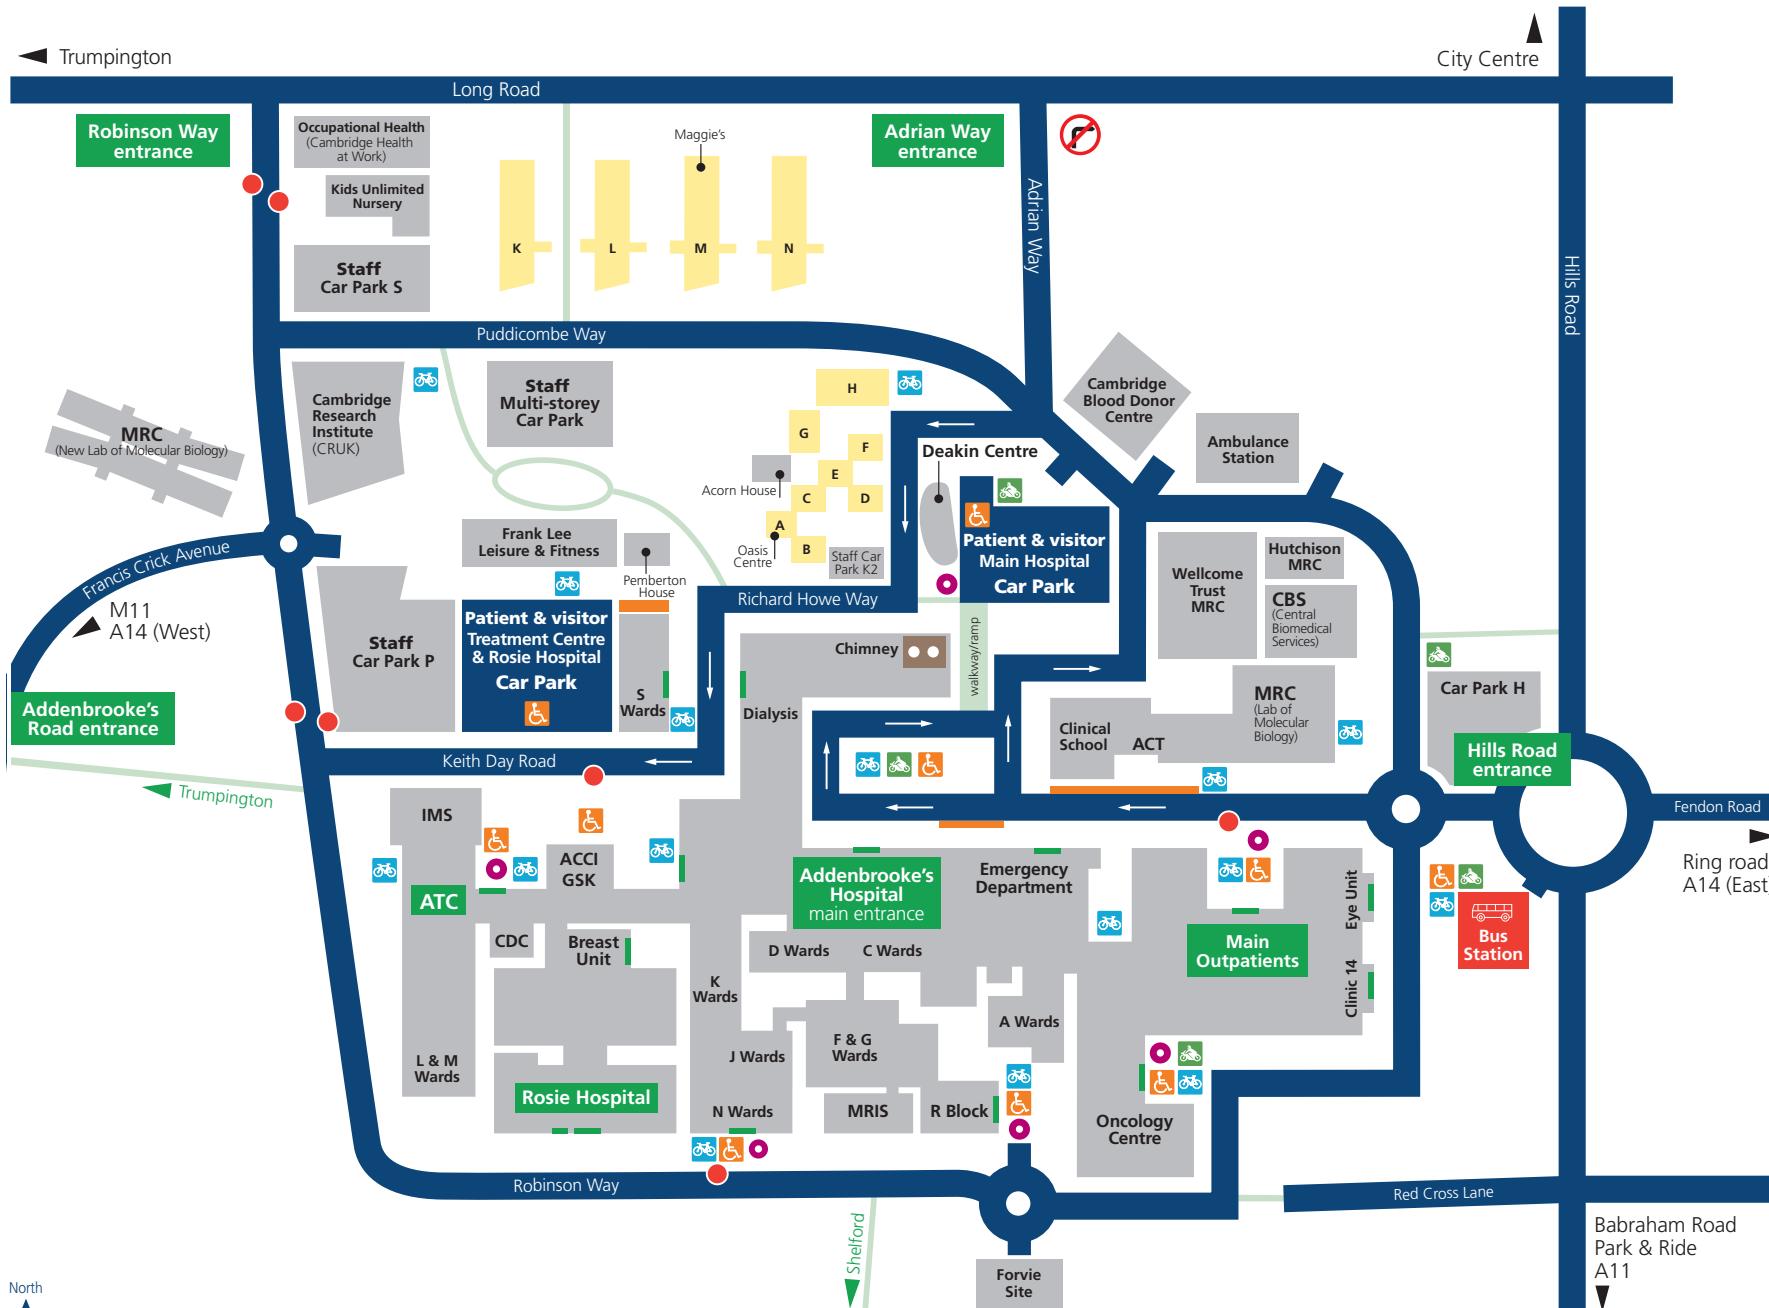 Trumpington
City Centre
Long Road
Robinson Way
entrance
Occupational Health
(Cambridge Health
at Work)
Kids Unlimited
Nursery
Staff
Car Park S
Maggie's
K
L
M
N
Adrian Way
entrance
Adrian Way
Hills Road
Puddicombe Way
MRC
(New Lab of Molecular Biology)
Cambridge
Research
Institute
(CRUK)
Staff
Multi-storey
Car Park
H
G
F
E
C
D
A
B
Acorn House
Oasis
Centre
Staff Car
Park K2
Deakin Centre
Cambridge
Blood Donor
Centre
Ambulance
Station
Patient & visitor
Main Hospital
Car Park
Frank Lee
Leisure & Fitness
Pemberton
House
Francis Crick Avenue
M11
A14 (West)
Richard Howe Way
Wellcome
Trust
MRC
Hutchison
MRC
CBS
(Central
Biomedical
Services)
Staff
Car Park P
Patient & visitor
Treatment Centre
& Rosie Hospital
Car Park
S
Wards
Chimney
walkway/ramp
Dialysis
Addenbrooke's
Road entrance
Clinical
School
ACT
MRC
(Lab of
Molecular
Biology)
Car Park H
Hills Road
entrance
Keith Day Road
Trumpington
Fendon Road
Ring road
A14 (East)
IMS
ACCI
GSK
ATC
CDC
Breast
Unit
Addenbrooke's
Hospital
main entrance
Emergency
Department
Eye Unit
Main
Outpatients
Clinic 14
Bus
Station
D Wards
C Wards
K
Wards
A Wards
J Wards
F & G
Wards
L & M
Wards
Rosie Hospital
N Wards
MRIS
R Block
Oncology
Centre
Robinson Way
Red Cross Lane
Shelford
Forvie
Site
Babraham Road
Park & Ride
A11
North